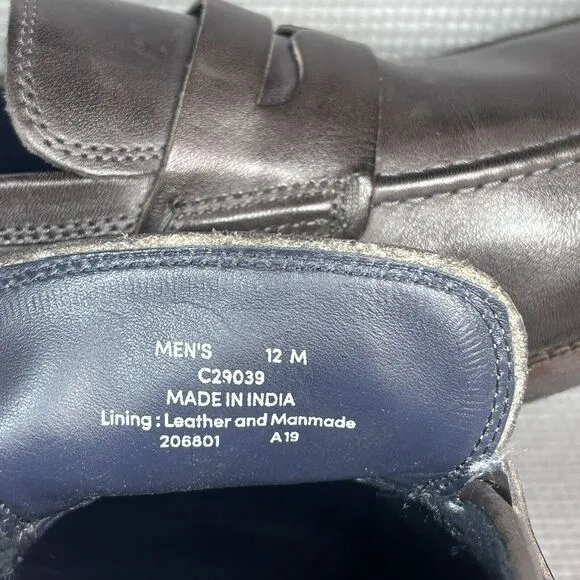 MEN'S 12 M
C29039
MADE IN INDIA
Lining: Leather and Manmade
206801 A19